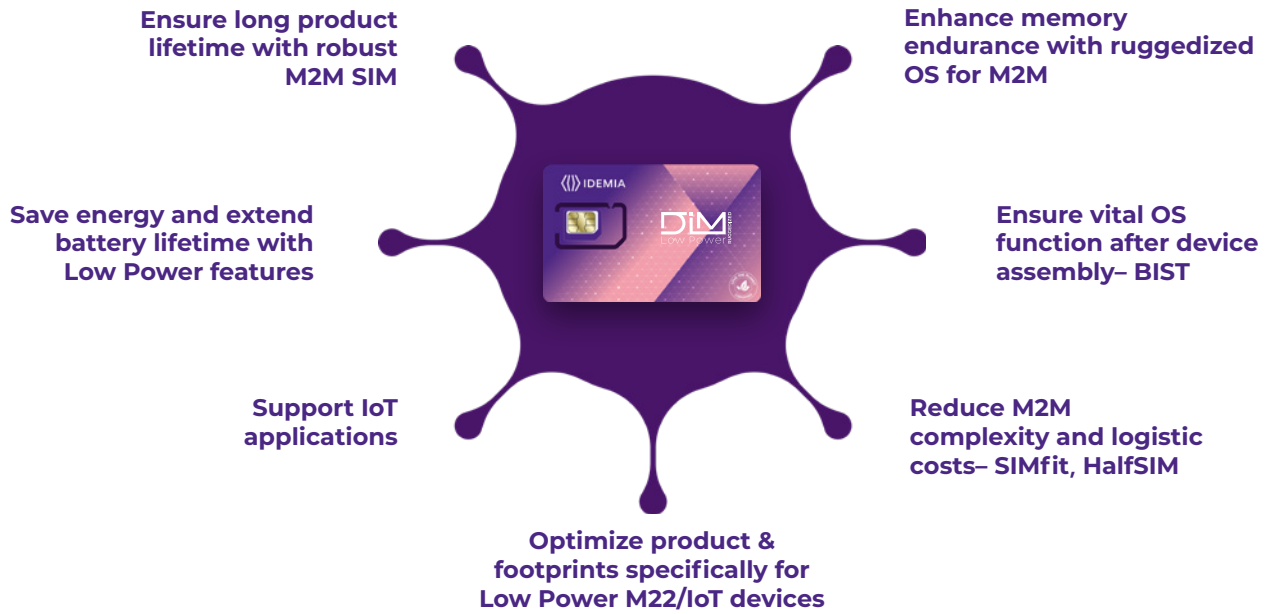 Ensure long product
lifetime with robust
M2M SIM
Enhance memory
endurance with ruggedized
OS for M2M
IDEMIA
DIM
Low Power
Save energy and extend
battery lifetime with
Low Power features
Ensure vital OS
function after device
assembly– BIST
Support IoT
applications
Reduce M2M
complexity and logistic
costs– SIMfit, HalfSIM
Optimize product &
footprints specifically for
Low Power M22/IoT devices